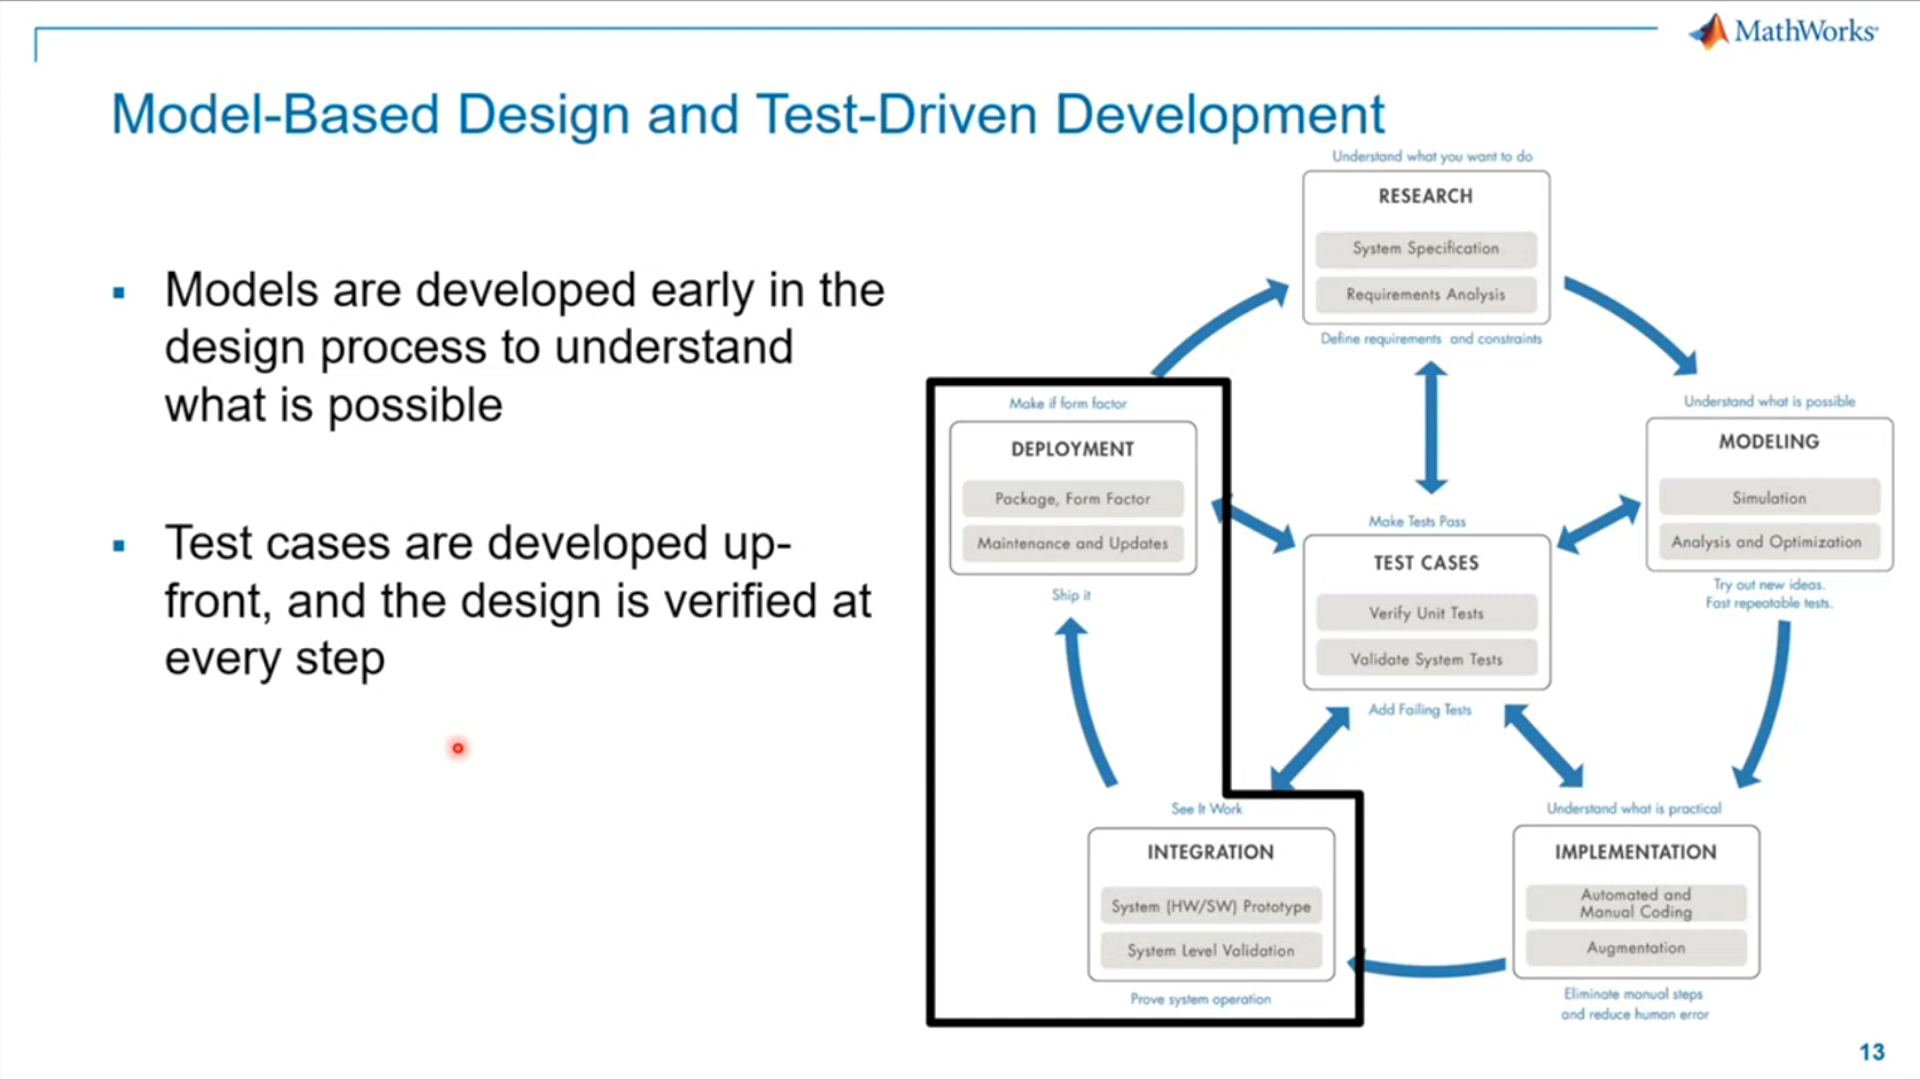 MathWorks
Model-Based Design and Test-Driven Development
Models are developed early in the
design process to understand
what is possible
Test cases are developed up-
front, and the design is verified at
every step
Understand what you want to do
RESEARCH
System Specification
Requirements Analysis
Define requirements and constraints
Understand what is possible
MODELING
Simulation
Analysis and Optimization
Try out new ideas.
Fast repeatable tests.
Make if form factor
DEPLOYMENT
Package, Form Factor
Maintenance and Updates
Ship it
Make Tests Pass
TEST CASES
Verify Unit Tests
Validate System Tests
Add Failing Tests
See It Work
INTEGRATION
System (HW/SW) Prototype
System Level Validation
Prove system operation
Understand what is practical
IMPLEMENTATION
Automated and
Manual Coding
Augmentation
Eliminate manual steps
and reduce human error
13